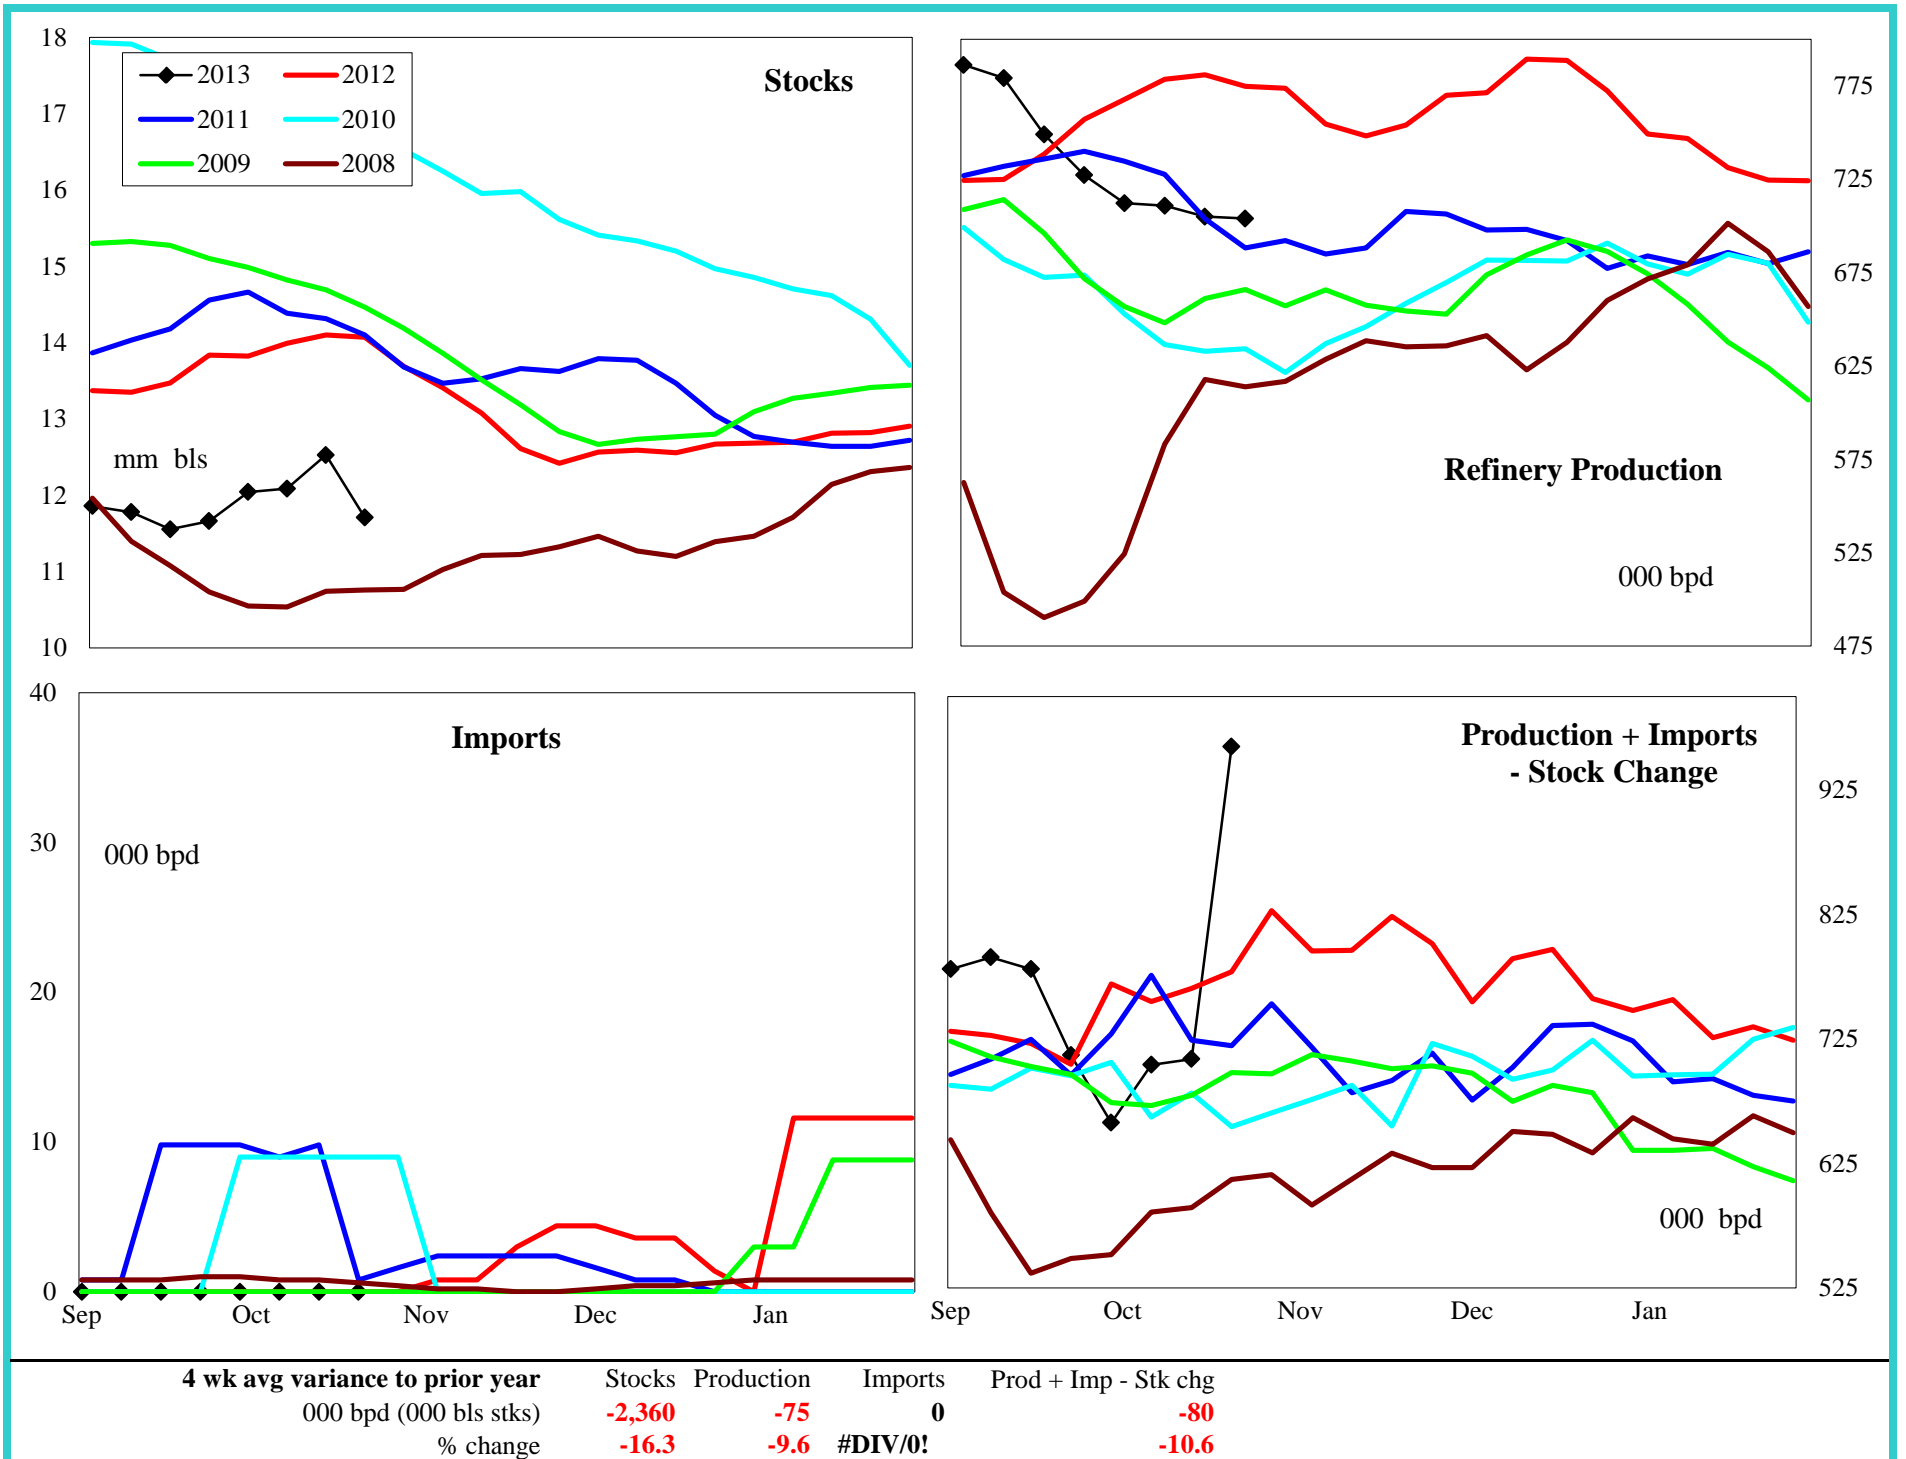 Stocks
2013 2012
2011 2010
2009 2008
mm bls
18
17
16
15
14
13
12
11
10
Refinery Production
000 bpd
775
725
675
625
575
525
475
Imports
000 bpd
40
30
20
10
0
Sep Oct Nov Dec Jan
Production + Imports
- Stock Change
000 bpd
925
825
725
625
525
Sep Oct Nov Dec Jan
4 wk avg variance to prior year Stocks Production Imports Prod + Imp - Stk chg
000 bpd (000 bls stks) -2,360 -75 0 -80
% change -16.3 -9.6 #DIV/0! -10.6